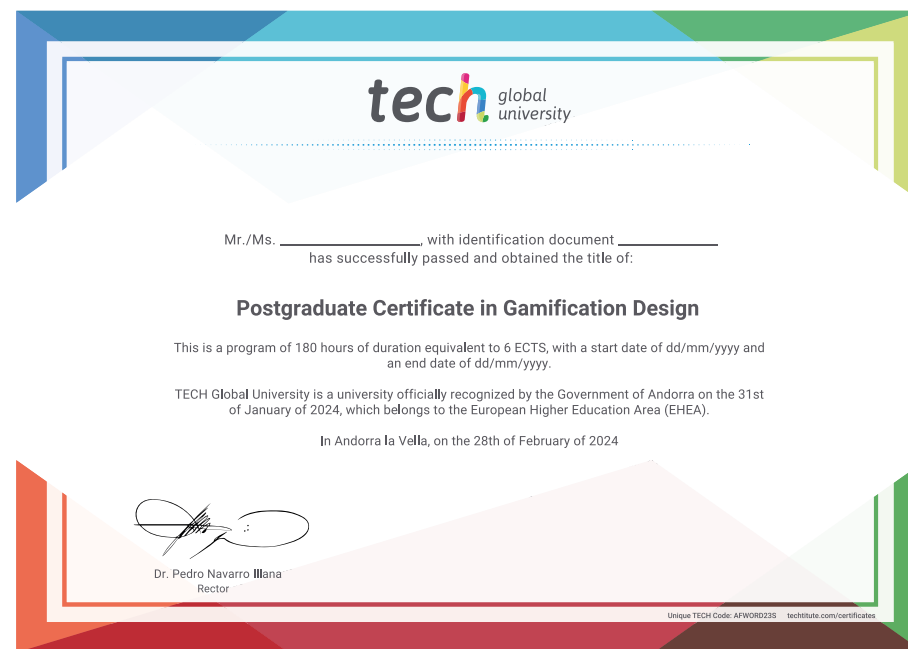 tech global
university
Mr./Ms. ____________________, with identification document ______________
has successfully passed and obtained the title of:
Postgraduate Certificate in Gamification Design
This is a program of 180 hours of duration equivalent to 6 ECTS, with a start date of dd/mm/yyyy and
an end date of dd/mm/yyyy.
TECH Global University is a university officially recognized by the Government of Andorra on the 31st
of January of 2024, which belongs to the European Higher Education Area (EHEA).
In Andorra la Vella, on the 28th of February of 2024
Dr. Pedro Navarro Illana
Rector
Unique TECH Code: AFWORD23S techtitute.com/certificates